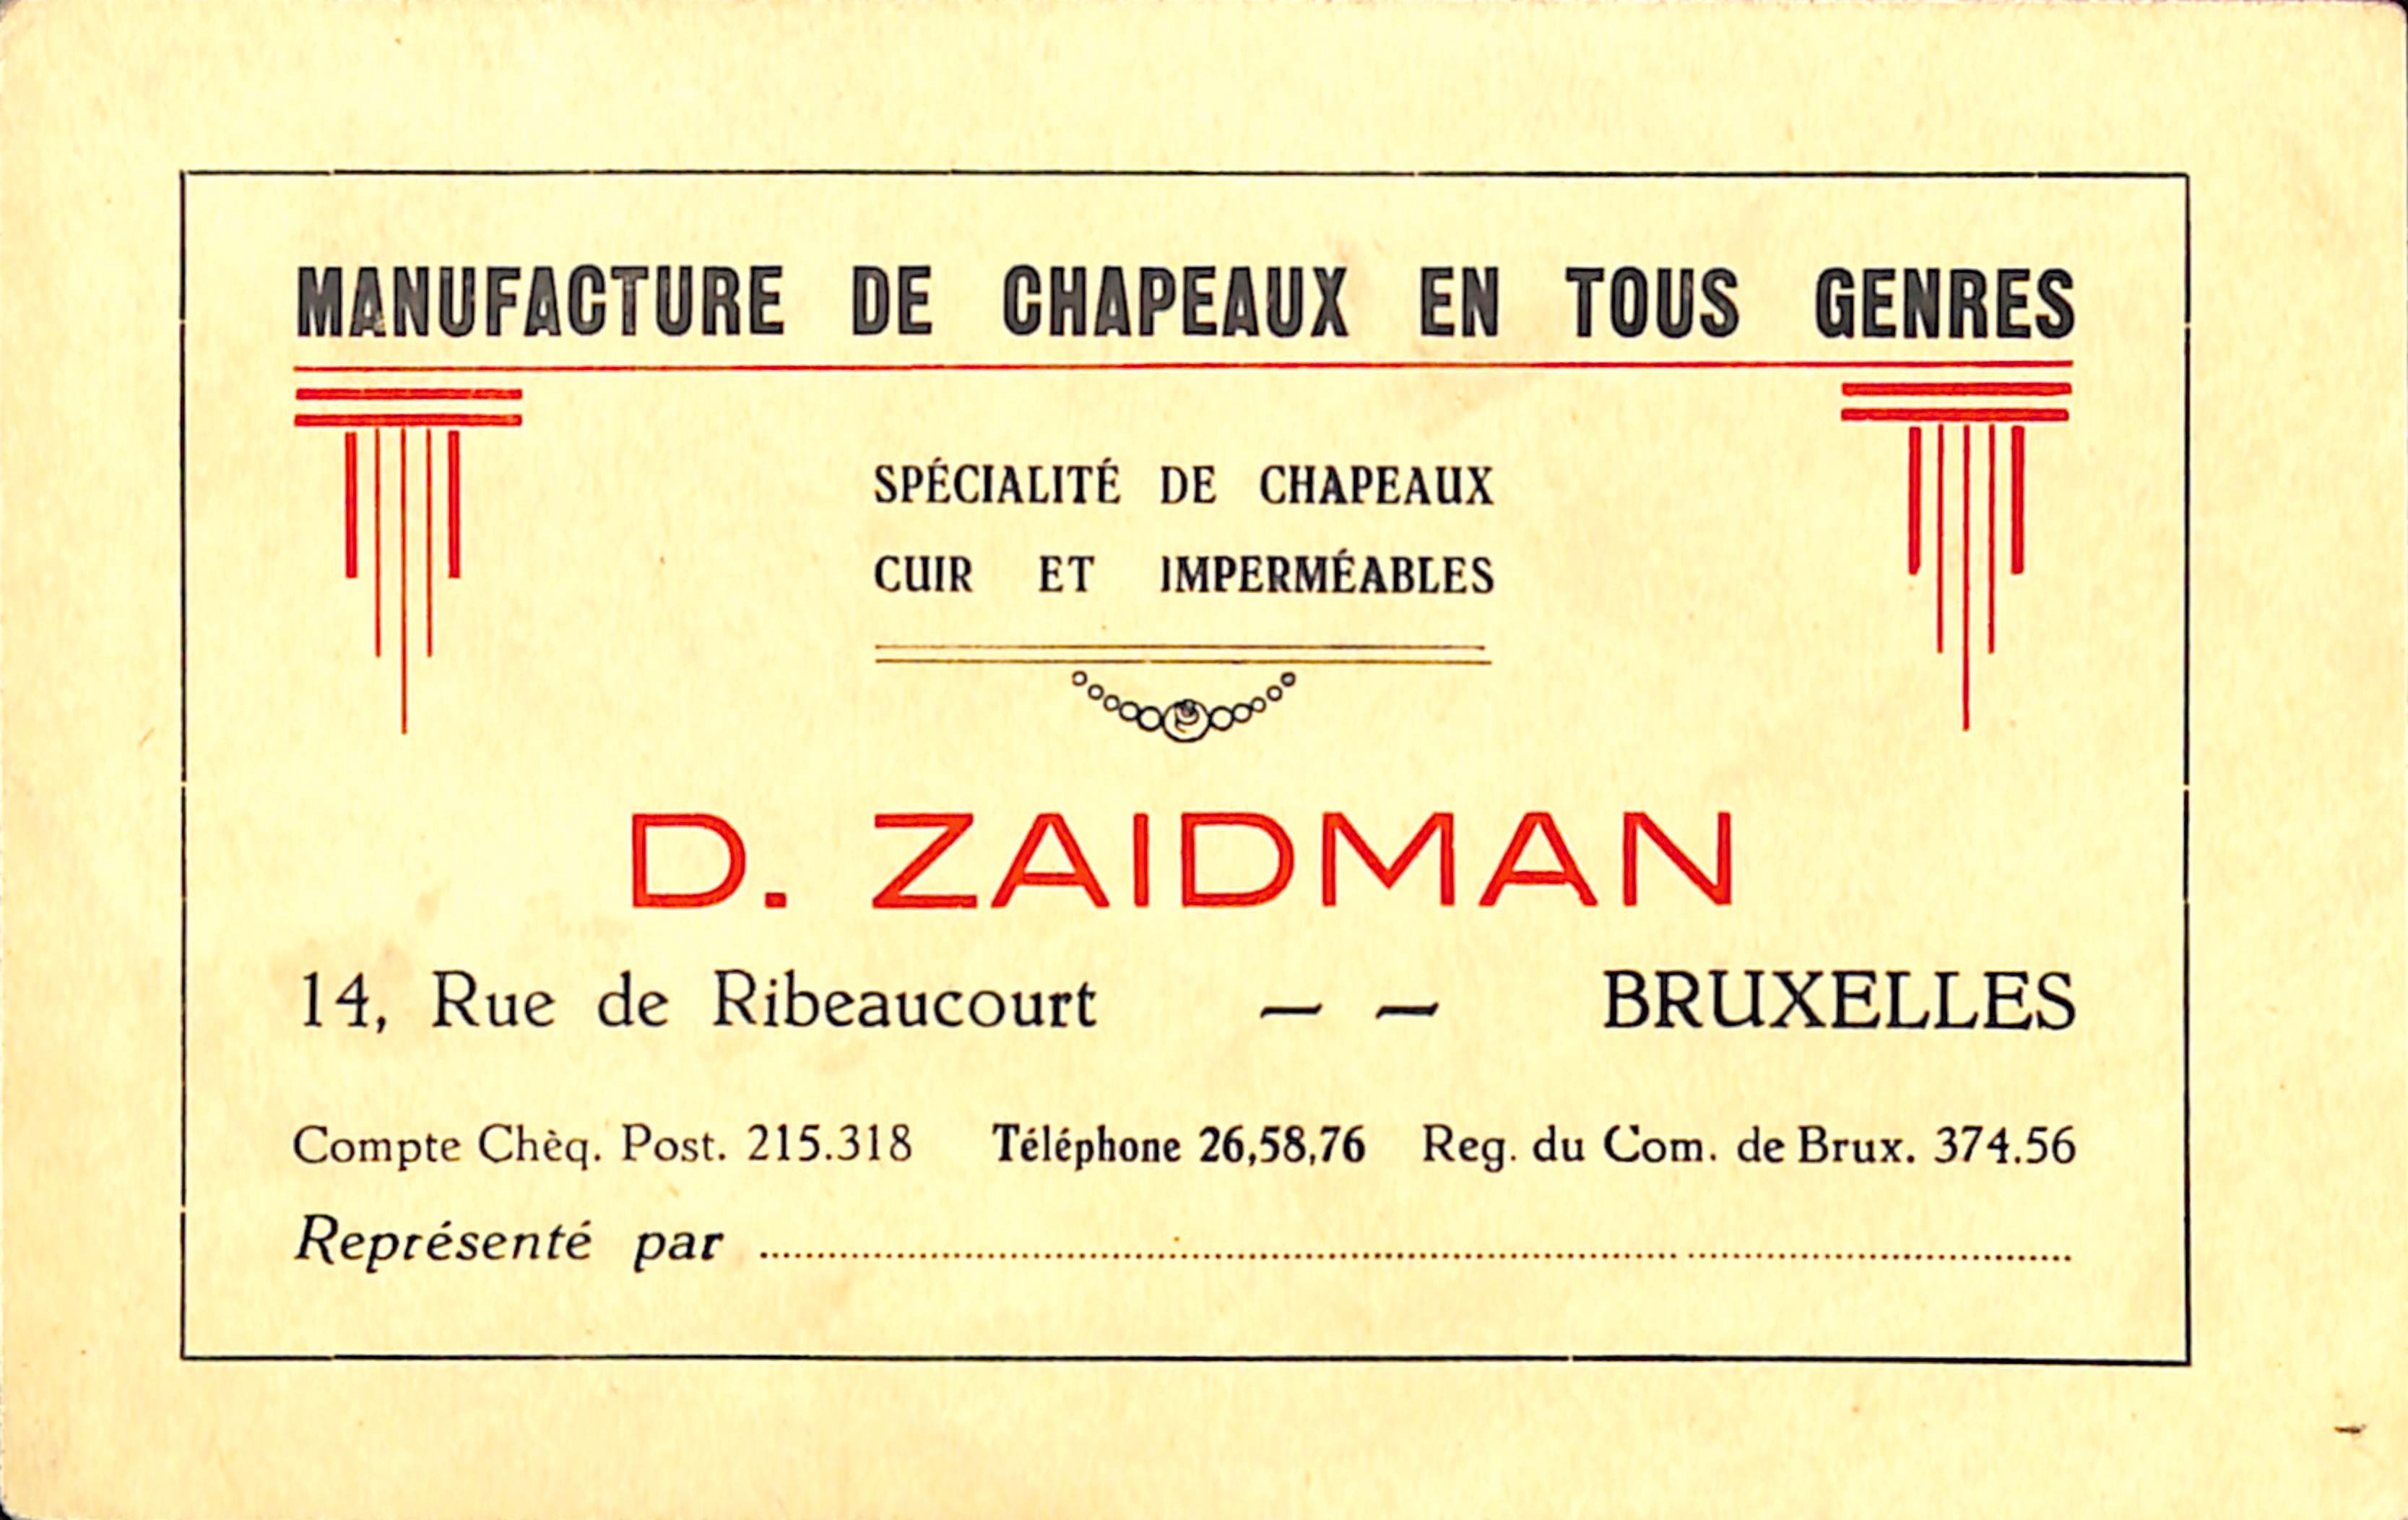 MANUFACTURE DE CHAPEAUX EN TOUS GENRES
SPÉCIALITÉ DE CHAPEAUX
CUIR ET IMPERMÉABLES
D. ZAIDMAN
14, Rue de Ribeaucourt — — BRUXELLES
Compte Chèq. Post. 215.318 Téléphone 26,58,76 Reg. du Com. de Brux. 374.56
Représenté par ........................................